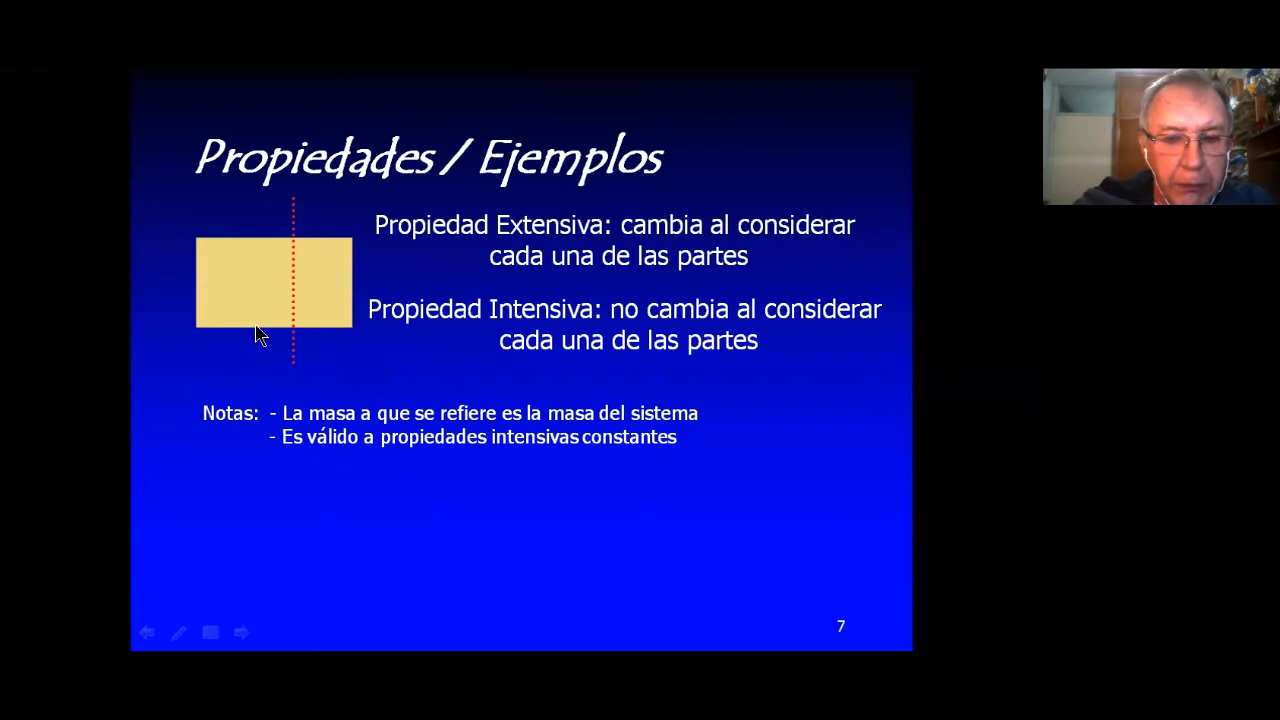 Propiedades / Ejemplos
Propiedad Extensiva: cambia al considerar
cada una de las partes
Propiedad Intensiva: no cambia al considerar
cada una de las partes
Notas: - La masa a que se refiere es la masa del sistema
- Es válido a propiedades intensivas constantes
7